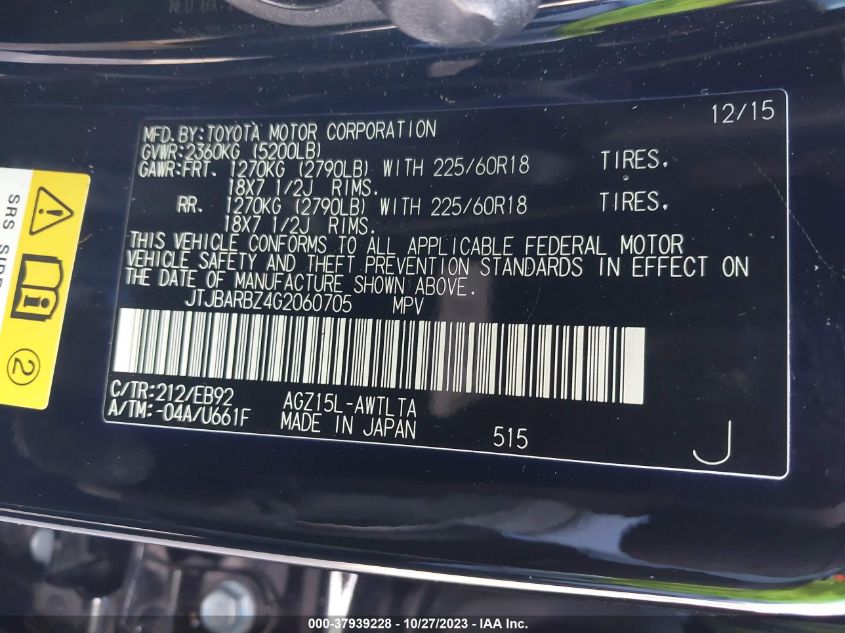 12/15
MFD.BY:TOYOTA MOTOR CORPORATION
GVWR:2360KG (5200LB)
GAWR:FRT. 1270KG (2790LB) WITH 225/60R18 TIRES.
18X7 1/2J RIMS.
RR. 1270KG (2790LB) WITH 225/60R18 TIRES.
18X7 1/2J RIMS.
THIS VEHICLE CONFORMS TO ALL APPLICABLE FEDERAL MOTOR
VEHICLE SAFETY AND THEFT PREVENTION STANDARDS IN EFFECT ON
THE DATE OF MANUFACTURE SHOWN ABOVE.
JTJBARBZ4G2060705 MPV
C/TR:212/EB92 AGZ15L-AWTLTA
A/TM:-04A/U661F MADE IN JAPAN 515 J
SRS SIDE
2
000-37939228 - 10/27/2023 - IAA Inc.